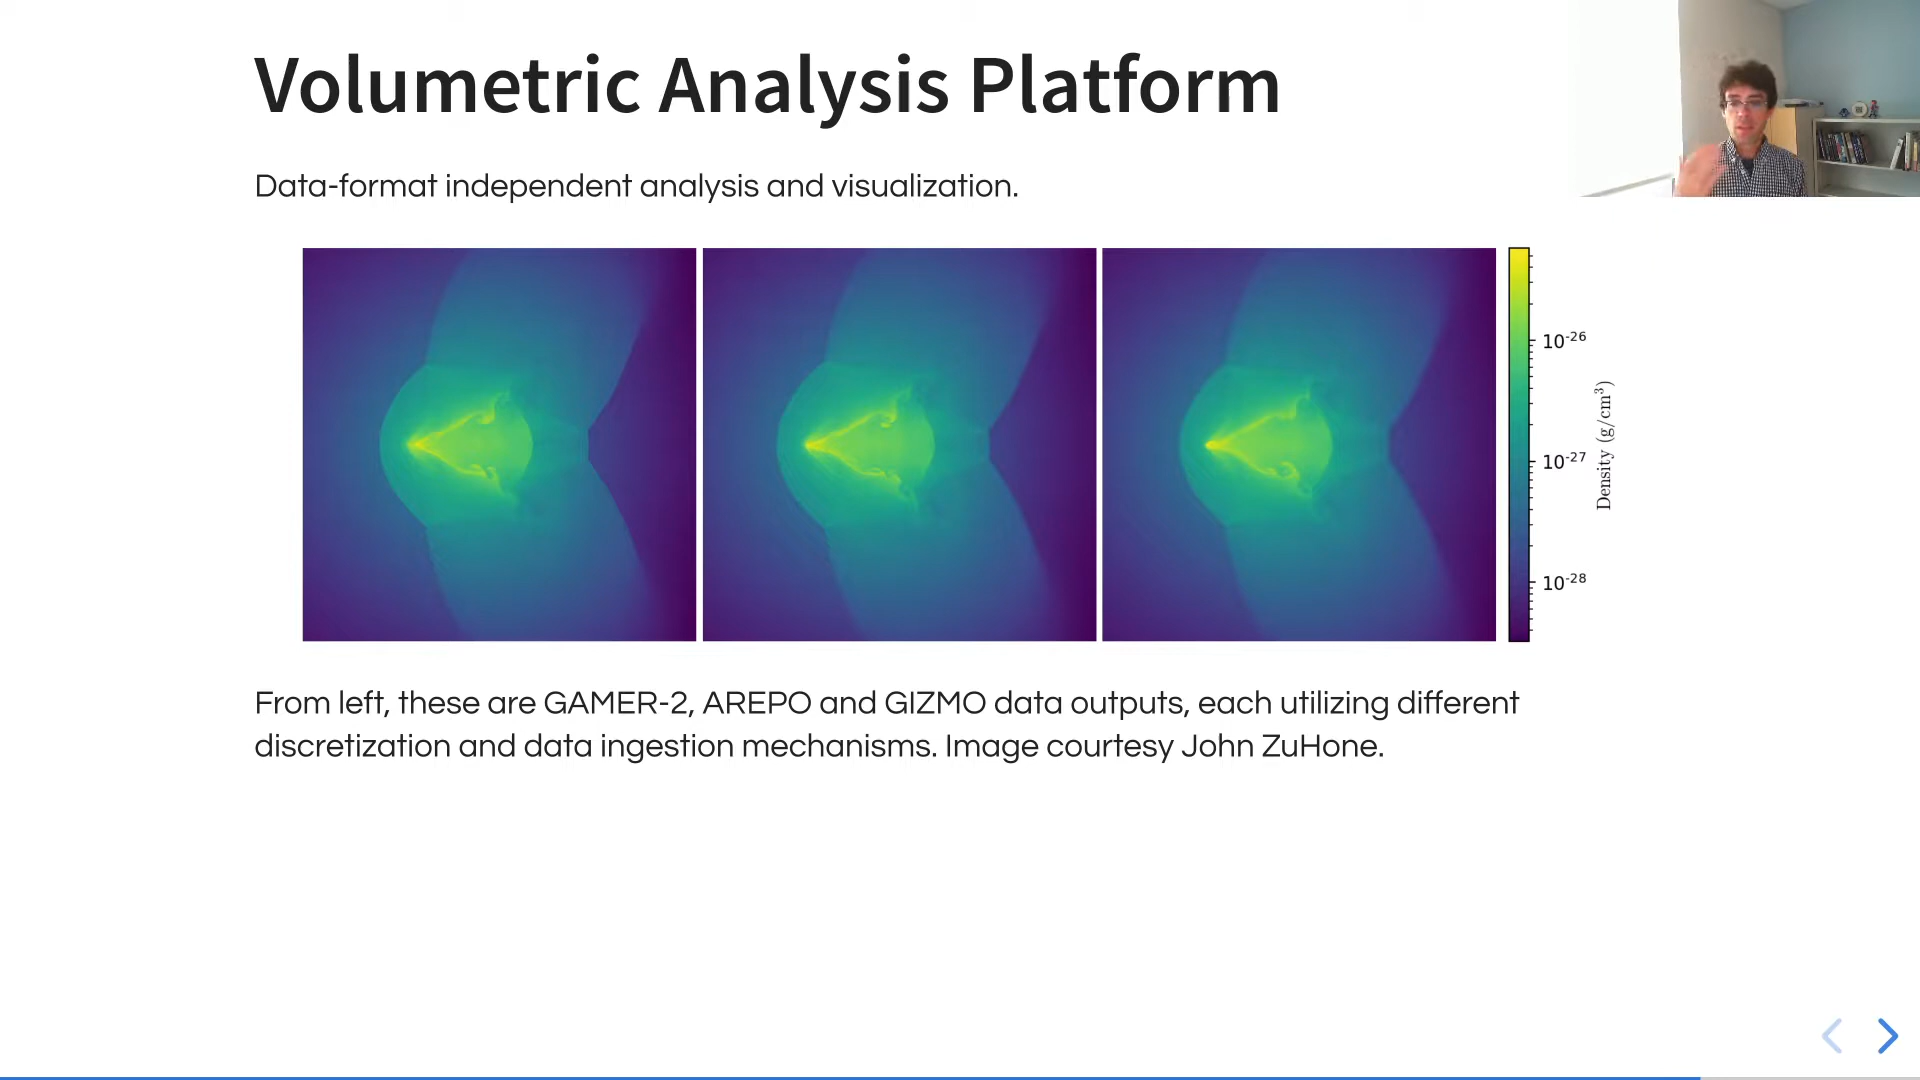 Volumetric Analysis Platform
Data-format independent analysis and visualization.
10⁻²⁶
10⁻²⁷
10⁻²⁸
Density (g/cm³)
From left, these are GAMER-2, AREPO and GIZMO data outputs, each utilizing different
discretization and data ingestion mechanisms. Image courtesy John ZuHone.